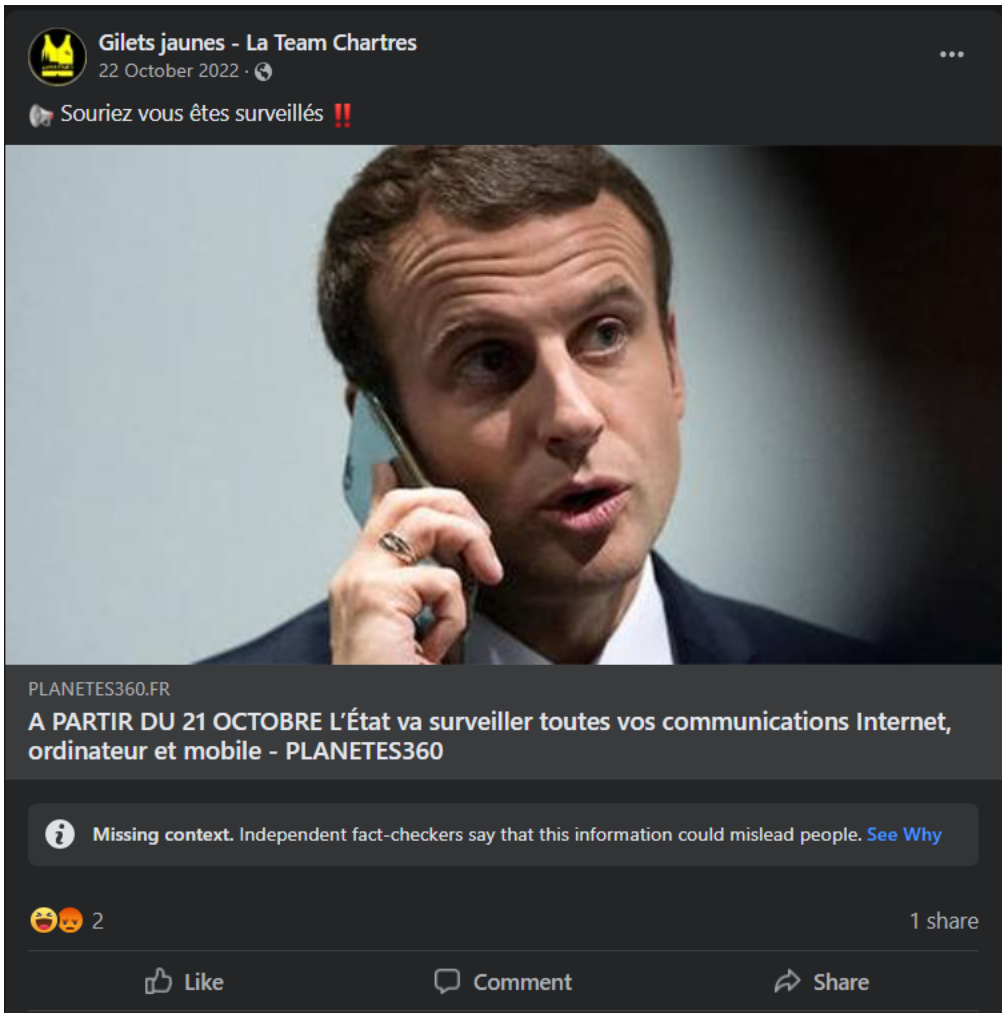 Gilets jaunes - La Team Chartres
22 October 2022 ·
Souriez vous êtes surveillés ‼️
PLANETES360.FR
A PARTIR DU 21 OCTOBRE L'État va surveiller toutes vos communications Internet,
ordinateur et mobile - PLANETES360
Missing context. Independent fact-checkers say that this information could mislead people. See Why
2
1 share
Like
Comment
Share